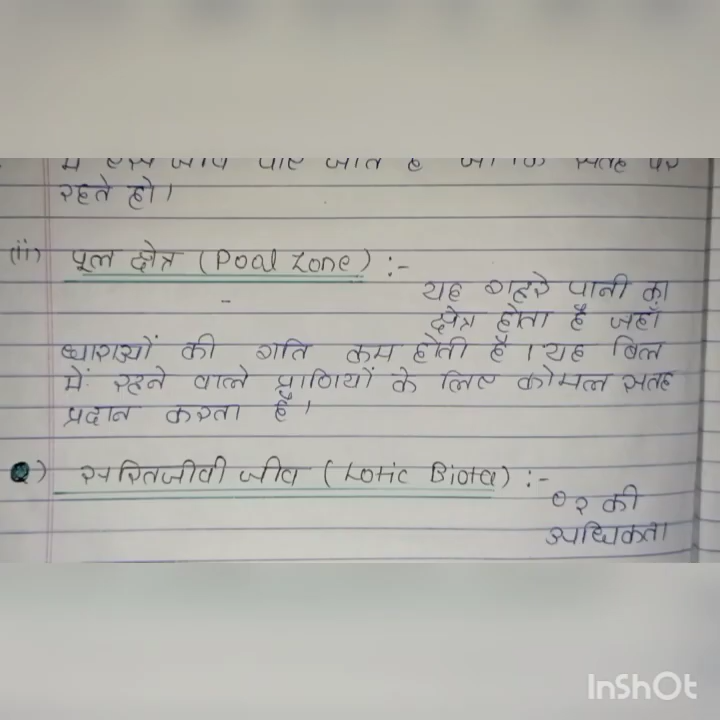 रहते हो।
(ii) पूल क्षेत्र (Pool Zone) :-
यह गहरे पानी का
क्षेत्र होता है जहाँ
धाराओं की गति कम होती है । यह बिल
में रहने वाले प्राणियों के लिए कोमल सतह
प्रदान करता है।
सरितजीवी जीव (Lotic Biota) :-
O2 की
अधिकता
InShOt